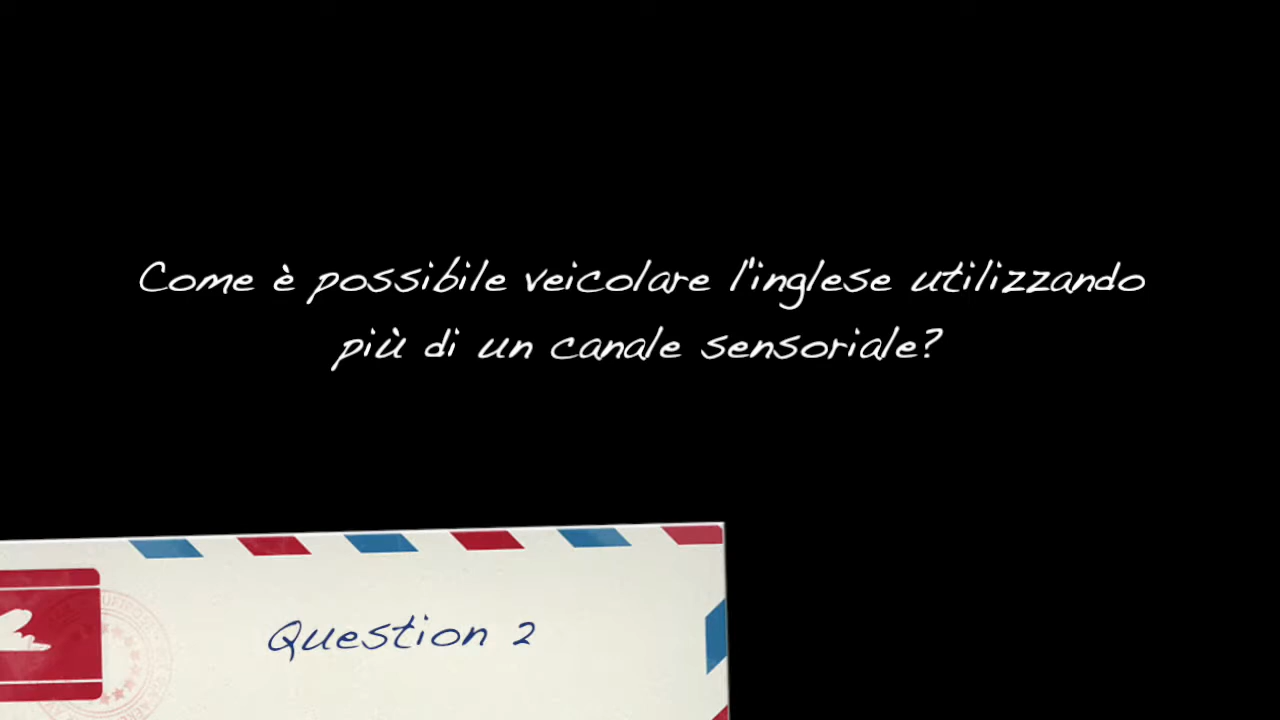 Come è possibile veicolare l'inglese utilizzando
più di un canale sensoriale?
Question 2